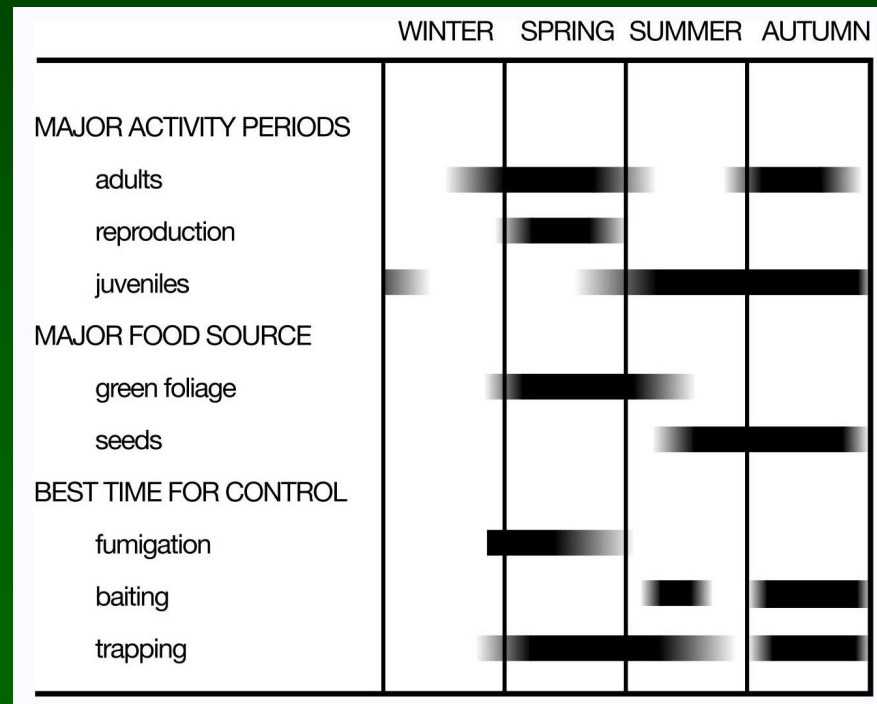 WINTER SPRING SUMMER AUTUMN
MAJOR ACTIVITY PERIODS
adults
reproduction
juveniles
MAJOR FOOD SOURCE
green foliage
seeds
BEST TIME FOR CONTROL
fumigation
baiting
trapping